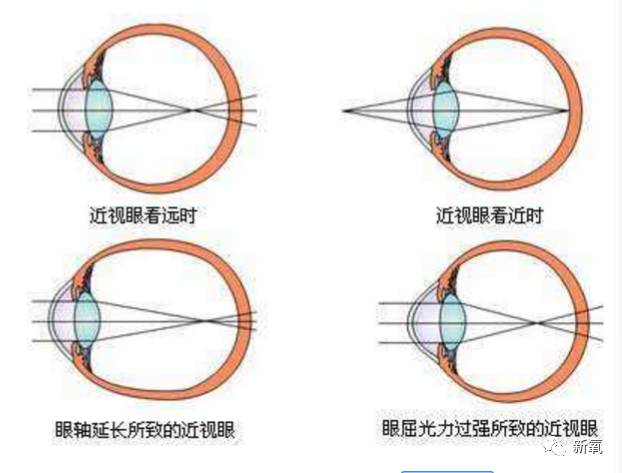 近视眼看远时
近视眼看近时
眼轴延长所致的近视眼
眼屈光力过强所致的近视眼
新氧